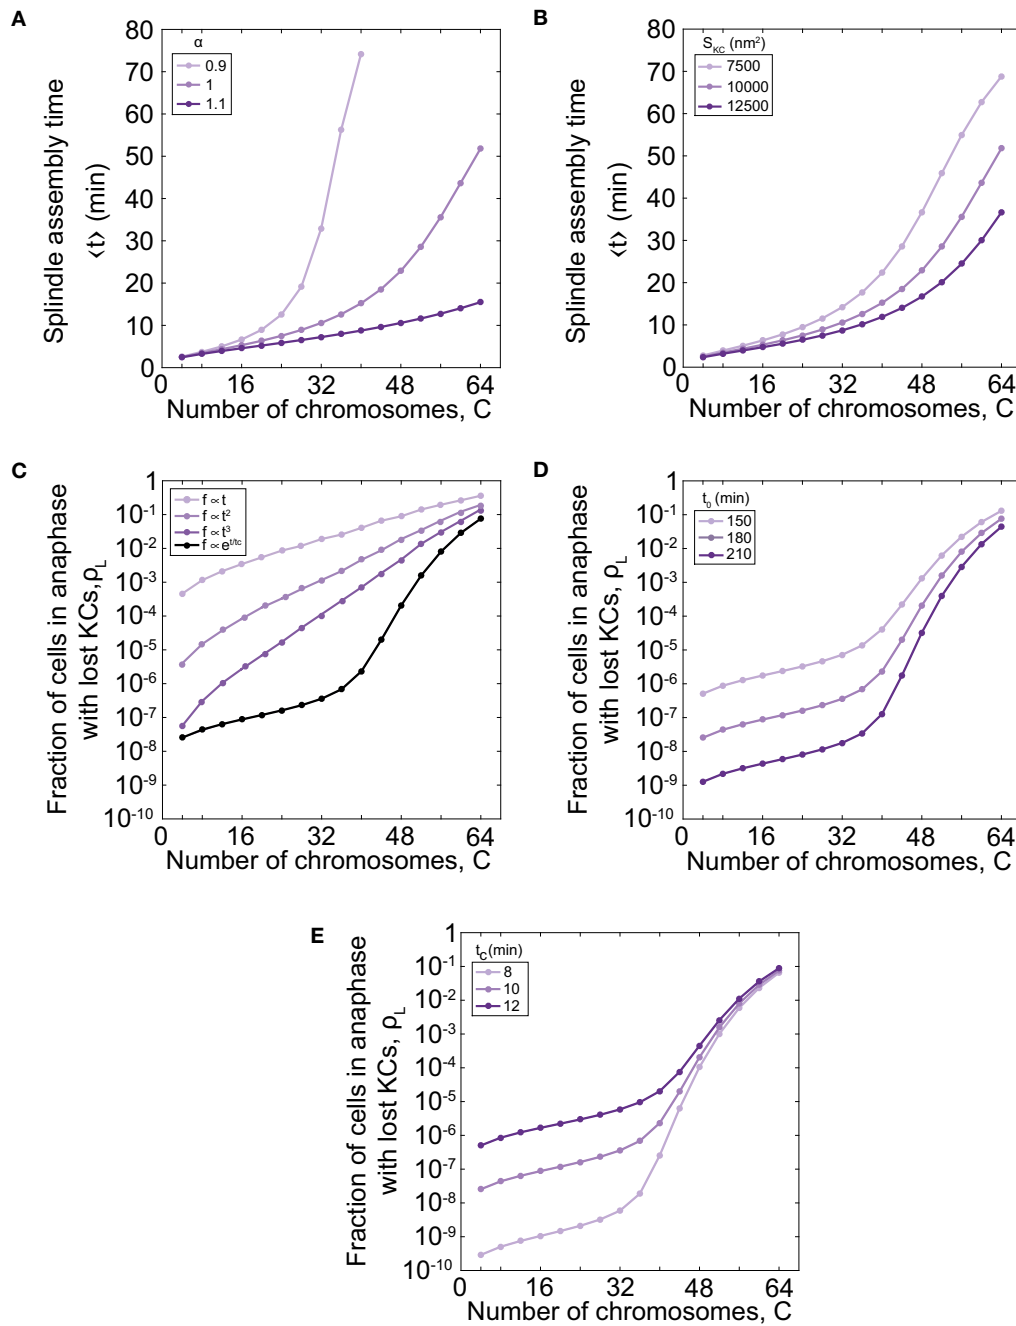 A
Splindle assembly time
⟨t⟩ (min)
80
70
60
50
40
30
20
10
0
α
0.9
1
1.1
0 16 32 48 64
Number of chromosomes, C
B
Splindle assembly time
⟨t⟩ (min)
80
70
60
50
40
30
20
10
0
S_KC (nm²)
7500
10000
12500
0 16 32 48 64
Number of chromosomes, C
C
Fraction of cells in anaphase
with lost KCs, ρ_L
1
10⁻¹
10⁻²
10⁻³
10⁻⁴
10⁻⁵
10⁻⁶
10⁻⁷
10⁻⁸
10⁻⁹
10⁻¹⁰
f ∝ t
f ∝ t²
f ∝ t³
f ∝ e^(t/tc)
0 16 32 48 64
Number of chromosomes, C
D
Fraction of cells in anaphase
with lost KCs, ρ_L
1
10⁻¹
10⁻²
10⁻³
10⁻⁴
10⁻⁵
10⁻⁶
10⁻⁷
10⁻⁸
10⁻⁹
10⁻¹⁰
t₀ (min)
150
180
210
0 16 32 48 64
Number of chromosomes, C
E
Fraction of cells in anaphase
with lost KCs, ρ_L
1
10⁻¹
10⁻²
10⁻³
10⁻⁴
10⁻⁵
10⁻⁶
10⁻⁷
10⁻⁸
10⁻⁹
10⁻¹⁰
t_C (min)
8
10
12
0 16 32 48 64
Number of chromosomes, C